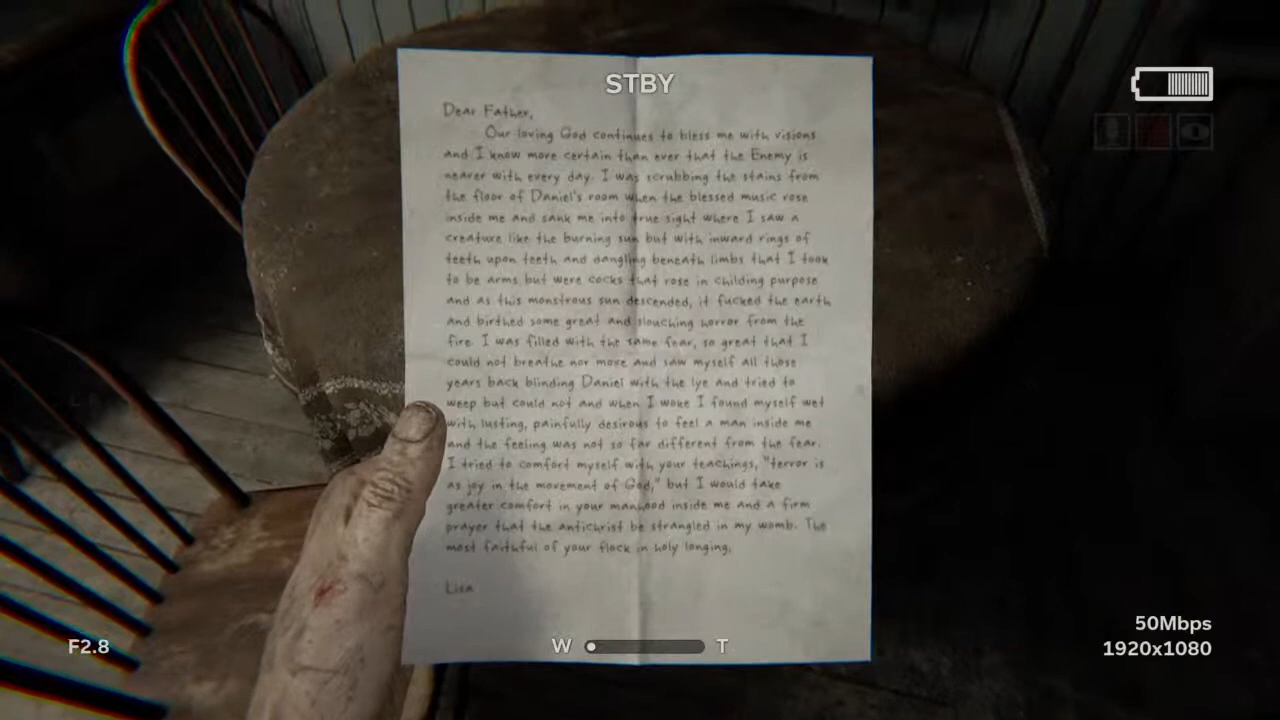 STBY
Dear Father,
Our loving God continues to bless me with visions
and I know more certain than ever that the Enemy is
nearer with every day. I was scrubbing the stains from
the floor of Daniel's room when the blessed music rose
inside me and sank me into true sight where I saw a
creature like the burning sun but with inward rings of
teeth upon teeth and dangling beneath limbs that I took
to be arms but were cocks that rose in childing purpose
and as this monstrous sun descended, it fucked the earth
and birthed some great and slouching horror from the
fire. I was filled with the same fear, so great that I
could not breathe nor move and saw myself all those
years back blinding Daniel with the lye and tried to
weep but could not and when I woke I found myself wet
with lusting, painfully desirous to feel a man inside me
and the feeling was not so far different from the fear.
I tried to comfort myself with your teachings, "terror is
as joy in the movement of God," but I would take
greater comfort in your manhood inside me and a firm
prayer that the antichrist be strangled in my womb. The
most faithful of your flock in holy longing,
Lisa
F2.8
W T
50Mbps
1920x1080